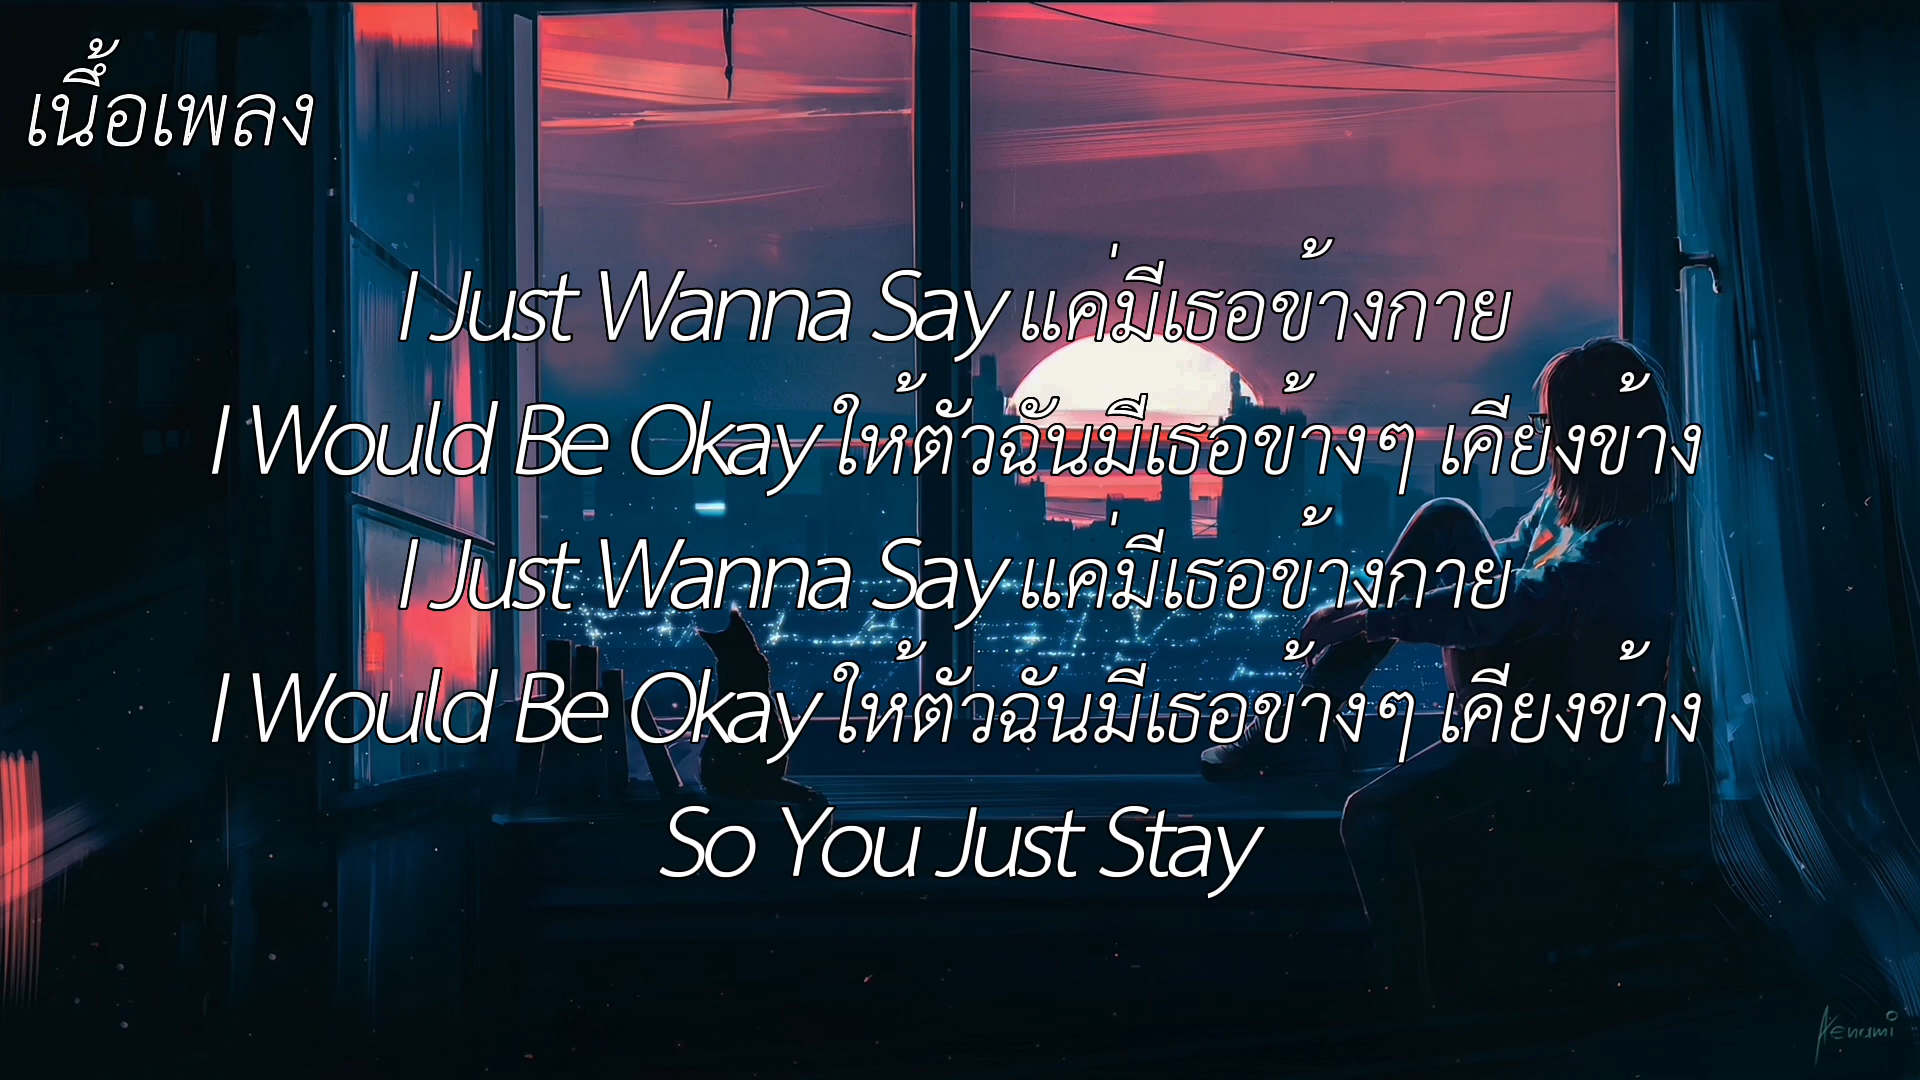 เนื้อเพลง
I Just Wanna Say แค่มีเธอข้างกาย
I Would Be Okay ให้ตัวฉันมีเธอข้างๆ เคียงข้าง
I Just Wanna Say แค่มีเธอข้างกาย
I Would Be Okay ให้ตัวฉันมีเธอข้างๆ เคียงข้าง
So You Just Stay
Aenami